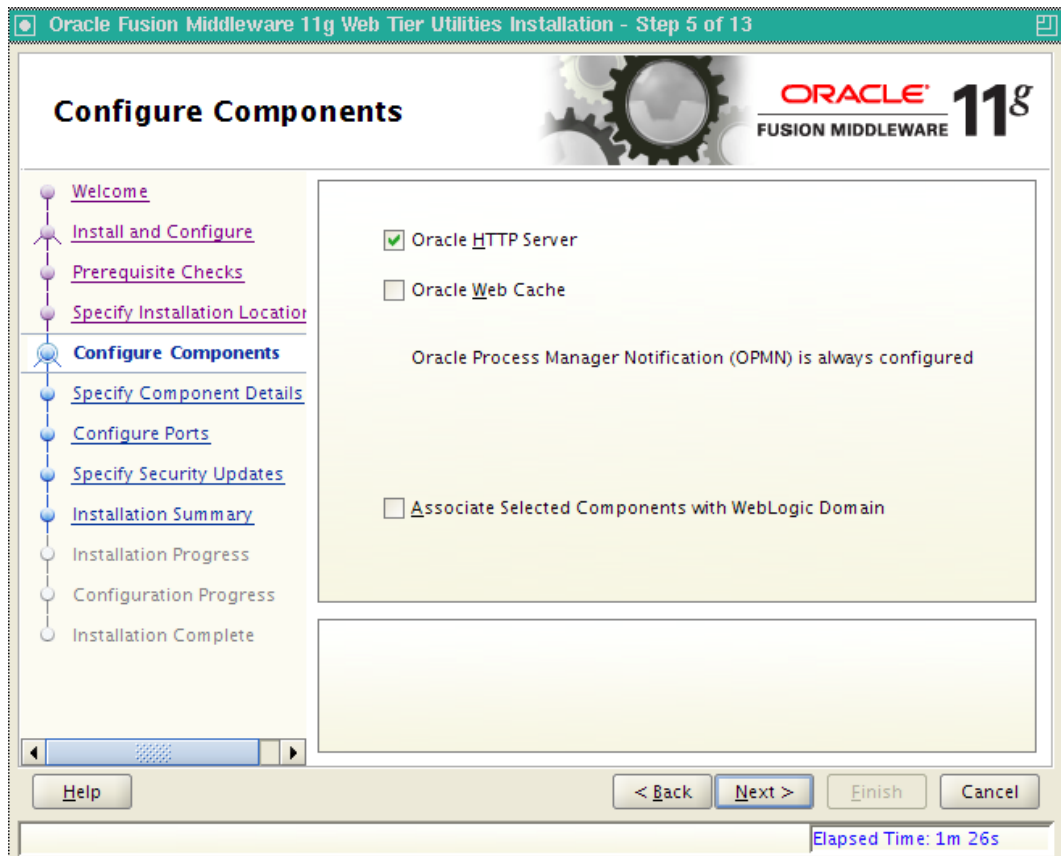 Oracle Fusion Middleware 11g Web Tier Utilities Installation - Step 5 of 13
Configure Components
ORACLE
FUSION MIDDLEWARE 11g
Welcome
Install and Configure
Prerequisite Checks
Specify Installation Location
Configure Components
Specify Component Details
Configure Ports
Specify Security Updates
Installation Summary
Installation Progress
Configuration Progress
Installation Complete
Oracle HTTP Server
Oracle Web Cache
Oracle Process Manager Notification (OPMN) is always configured
Associate Selected Components with WebLogic Domain
Help
< Back
Next >
Finish
Cancel
Elapsed Time: 1m 26s